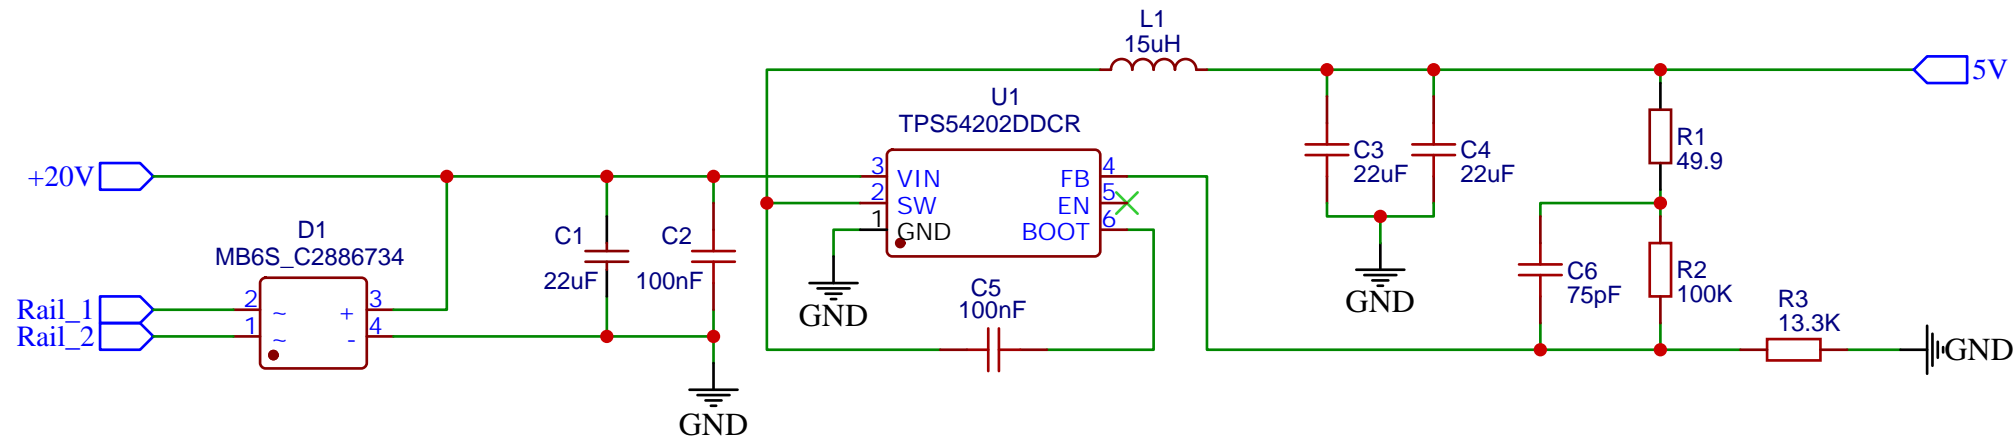 L1
15uH
5V
U1
TPS54202DDCR
R1
49.9
C3
22uF
C4
22uF
+20V
3
VIN
FB
4
2
SW
EN
5
1
GND
BOOT
6
D1
MB6S_C2886734
C1
22uF
C2
100nF
C6
75pF
R2
100K
Rail_1
2
~
+
3
Rail_2
1
~
-
4
GND
C5
100nF
GND
R3
13.3K
GND
GND